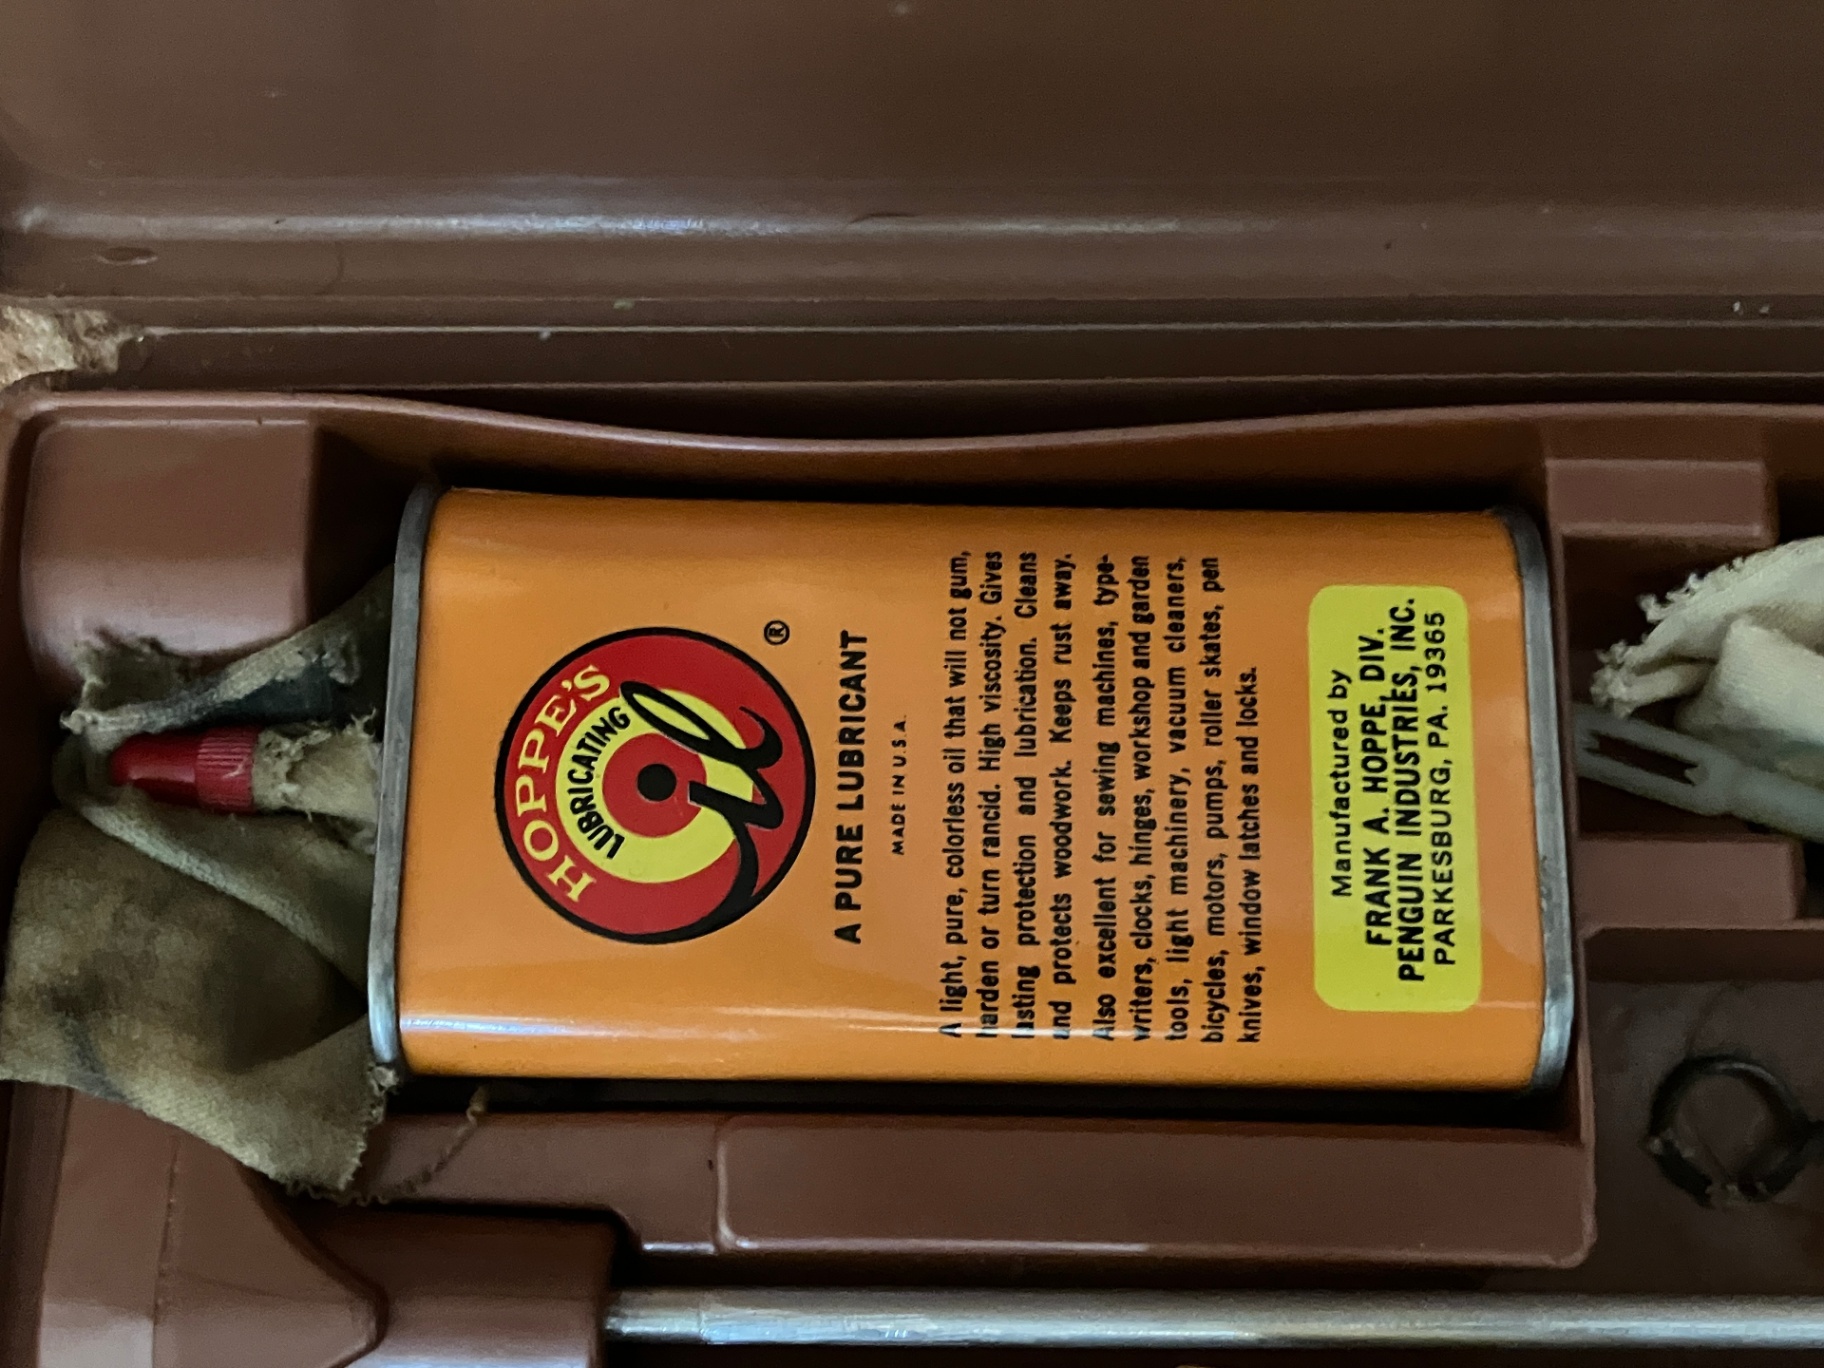 HOPPE'S
LUBRICATING
Oil ®
A PURE LUBRICANT
MADE IN U.S.A.
A light, pure, colorless oil that will not gum,
harden or turn rancid. High viscosity. Gives
lasting protection and lubrication. Cleans
and protects woodwork. Keeps rust away.
Also excellent for sewing machines, type-
writers, clocks, hinges, workshop and garden
tools, light machinery, vacuum cleaners,
bicycles, motors, pumps, roller skates, pen
knives, window latches and locks.
Manufactured by
FRANK A. HOPPE, DIV.
PENGUIN INDUSTRIES, INC.
PARKESBURG, PA. 19365